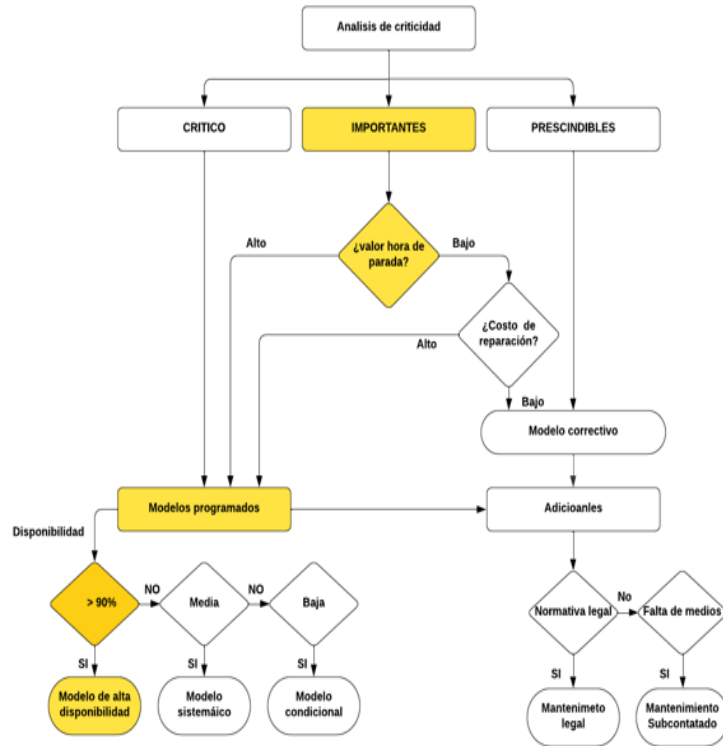 Analisis de criticidad
CRITICO
IMPORTANTES
PRESCINDIBLES
¿valor hora de
parada?
Alto
Bajo
¿Costo de
reparación?
Alto
Bajo
Modelo correctivo
Modelos programados
Adicioanles
Disponibilidad
> 90%
NO
Media
NO
Baja
Normativa legal
No
Falta de medios
SI
SI
SI
SI
SI
Modelo de alta
disponibilidad
Modelo
sistemáico
Modelo
condicional
Mantenimeto
legal
Mantenimiento
Subcontatado